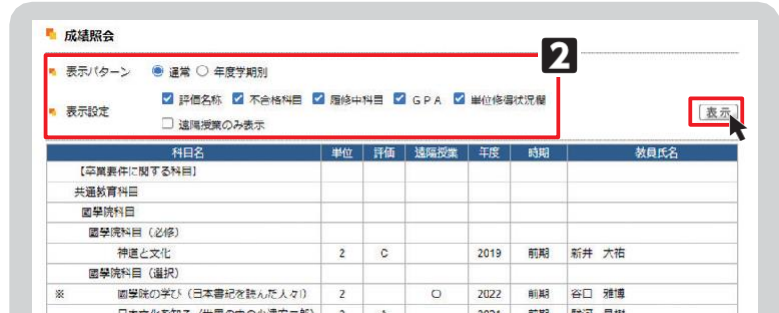 成績照会
2
表示パターン 通常 年度学期別
表示設定 評価名称 不合格科目 履修中科目 GPA 単位修得状況欄
遠隔授業のみ表示
表示
科目名 単位 評価 遠隔授業 年度 時期 教員氏名
【卒業要件に関する科目】
共通教育科目
國學院科目
國學院科目（必修）
神道と文化 2 C 2019 前期 新井 大祐
國學院科目（選択）
※ 國學院の学び（日本書紀を読んだ人々Ⅰ） 2 ○ 2022 前期 谷口 雅博